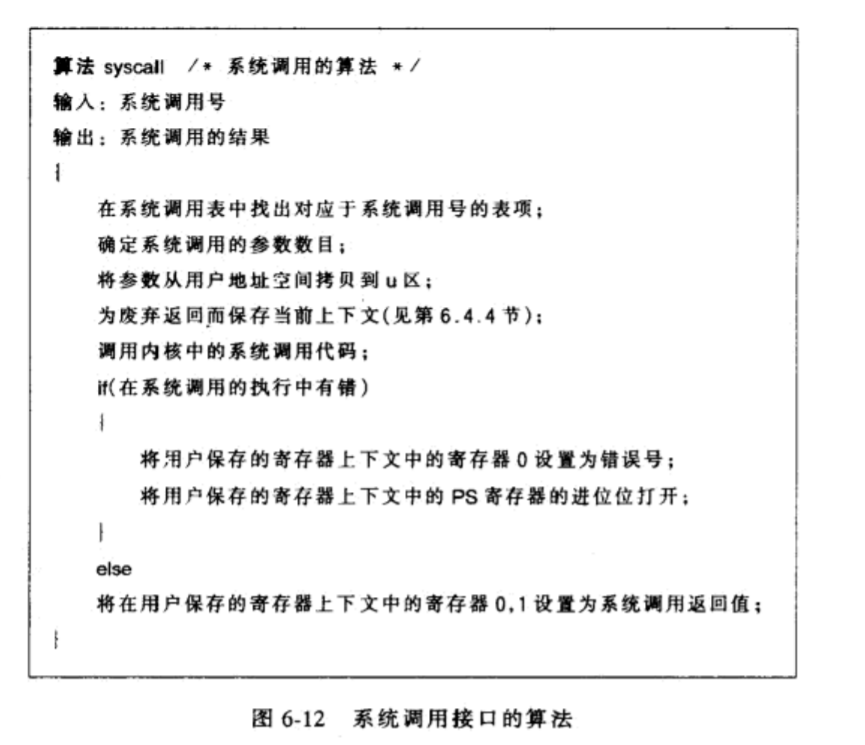 算法 syscall /* 系统调用的算法 */
输入: 系统调用号
输出: 系统调用的结果
{
在系统调用表中找出对应于系统调用号的表项;
确定系统调用的参数数目;
将参数从用户地址空间拷贝到 u 区;
为废弃返回而保存当前上下文(见第 6.4.4 节);
调用内核中的系统调用代码;
if(在系统调用的执行中有错)
{
将用户保存的寄存器上下文中的寄存器 0 设置为错误号;
将用户保存的寄存器上下文中的 PS 寄存器的进位位打开;
}
else
将在用户保存的寄存器上下文中的寄存器 0,1 设置为系统调用返回值;
}
图 6-12 系统调用接口的算法